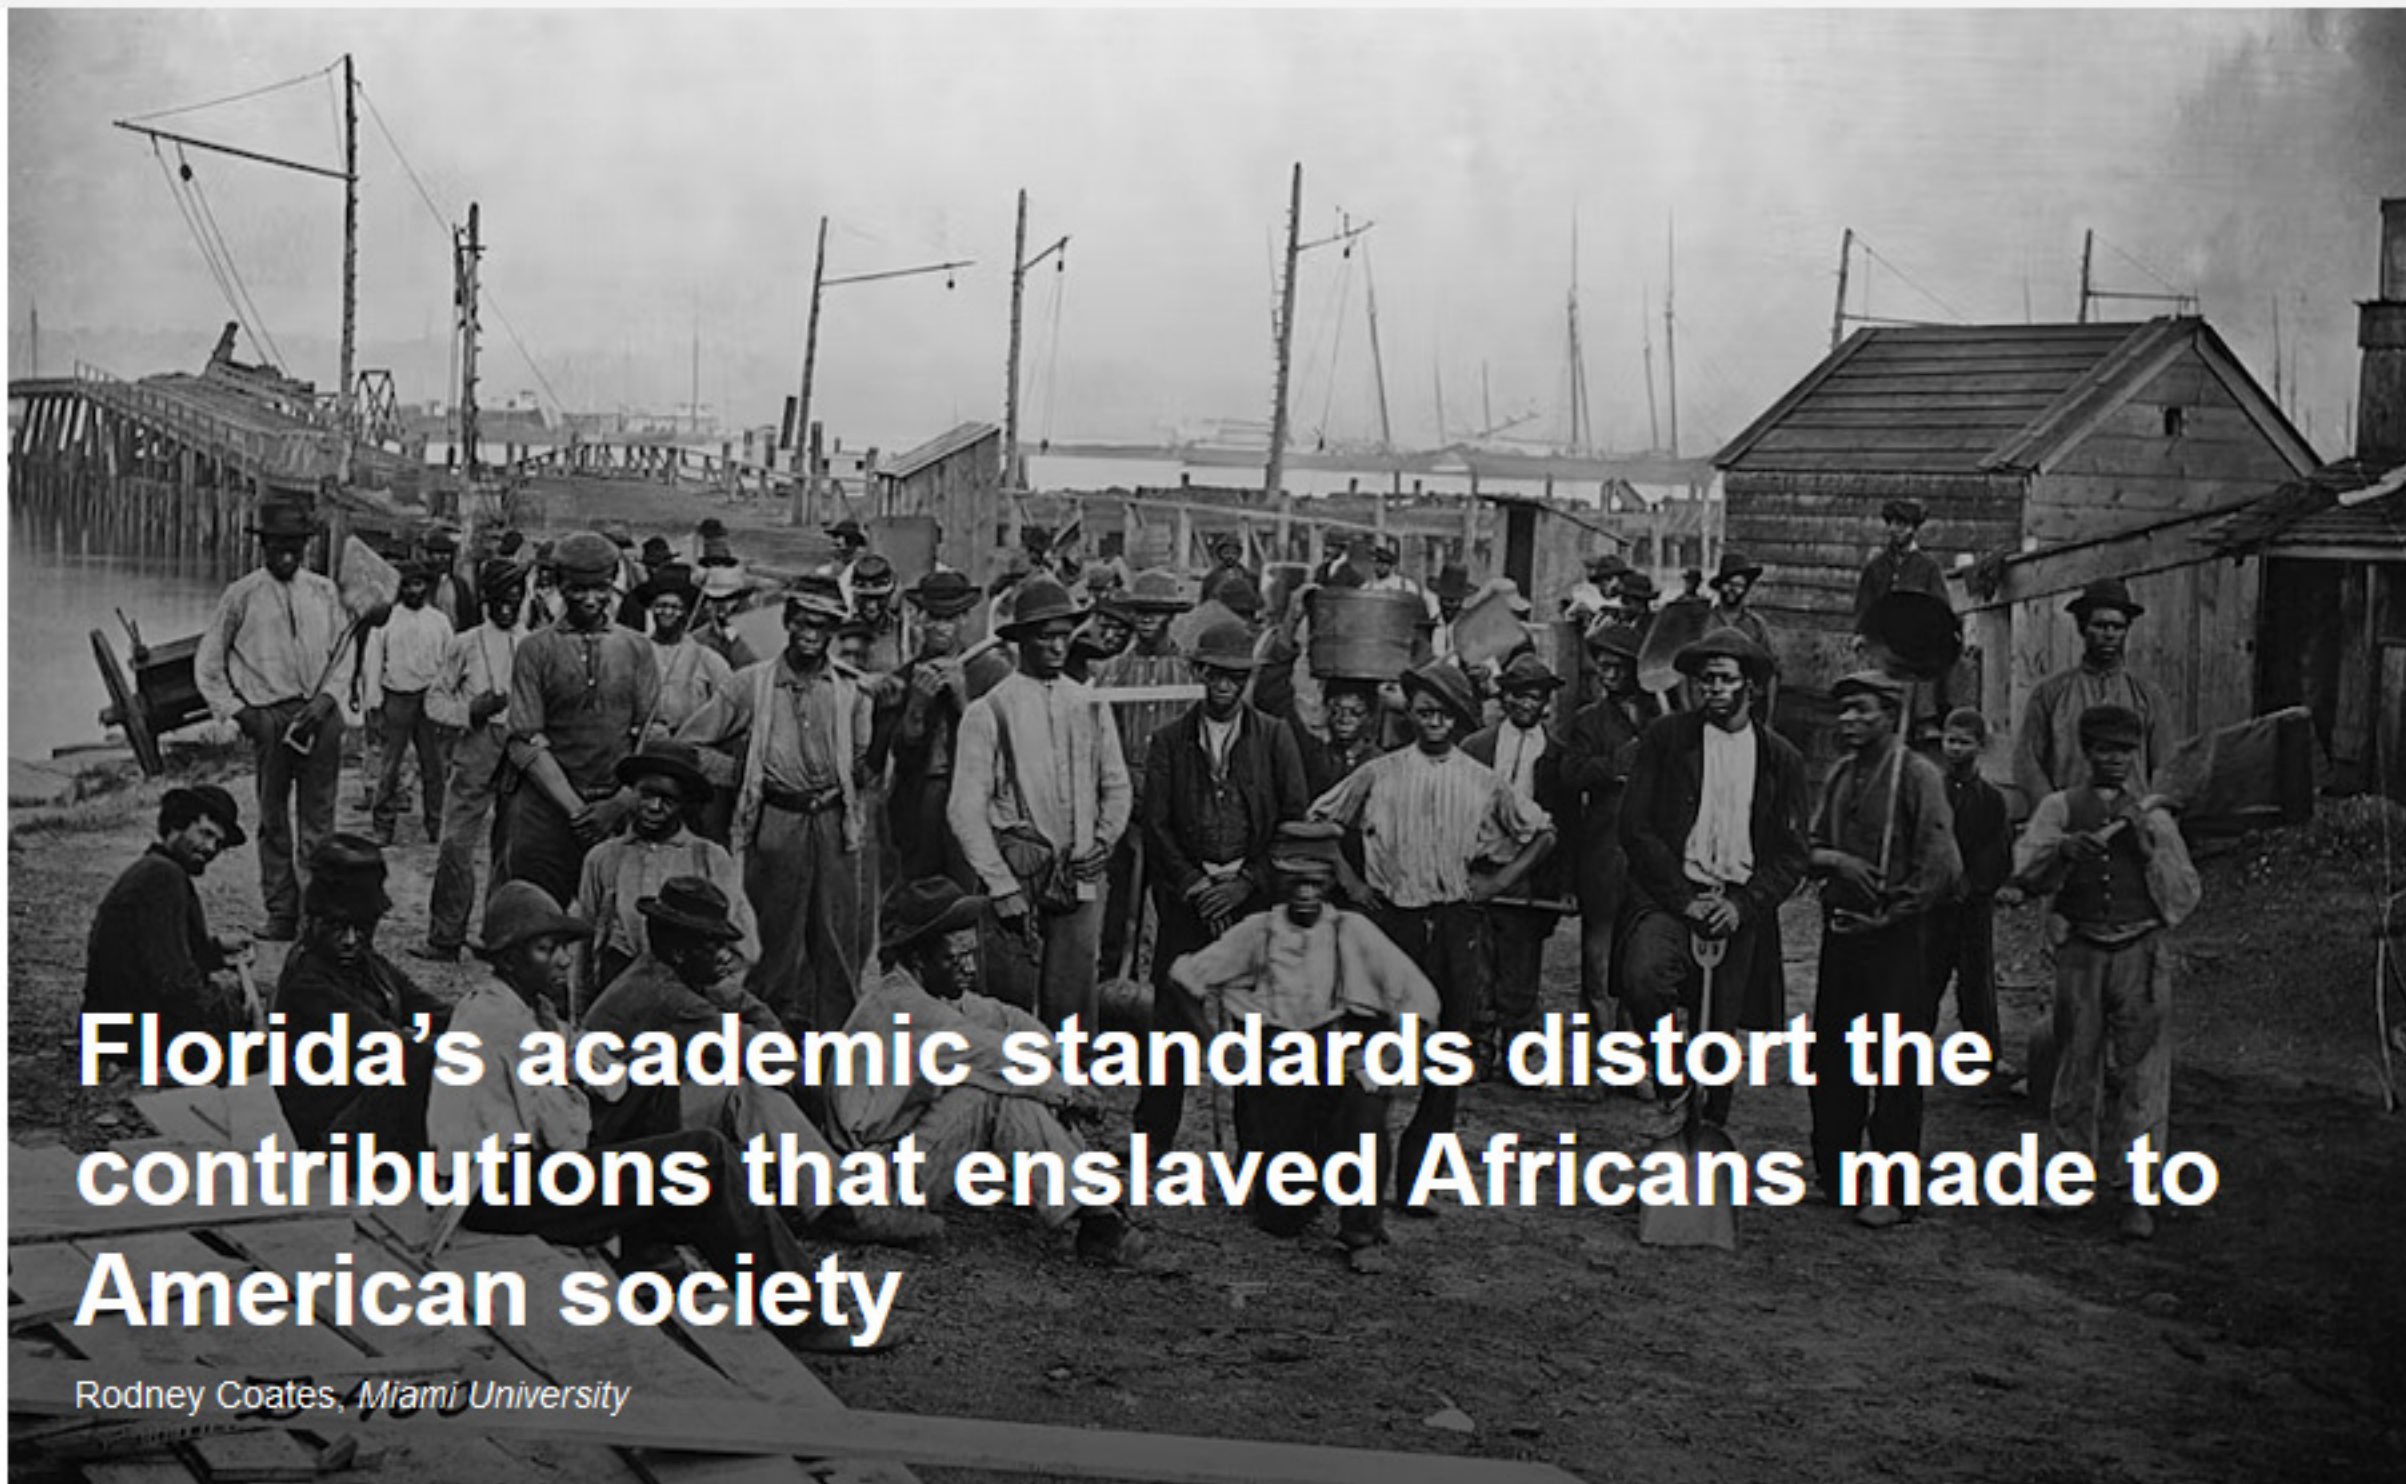 Florida’s academic standards distort the
contributions that enslaved Africans made to
American society
Rodney Coates, Miami University